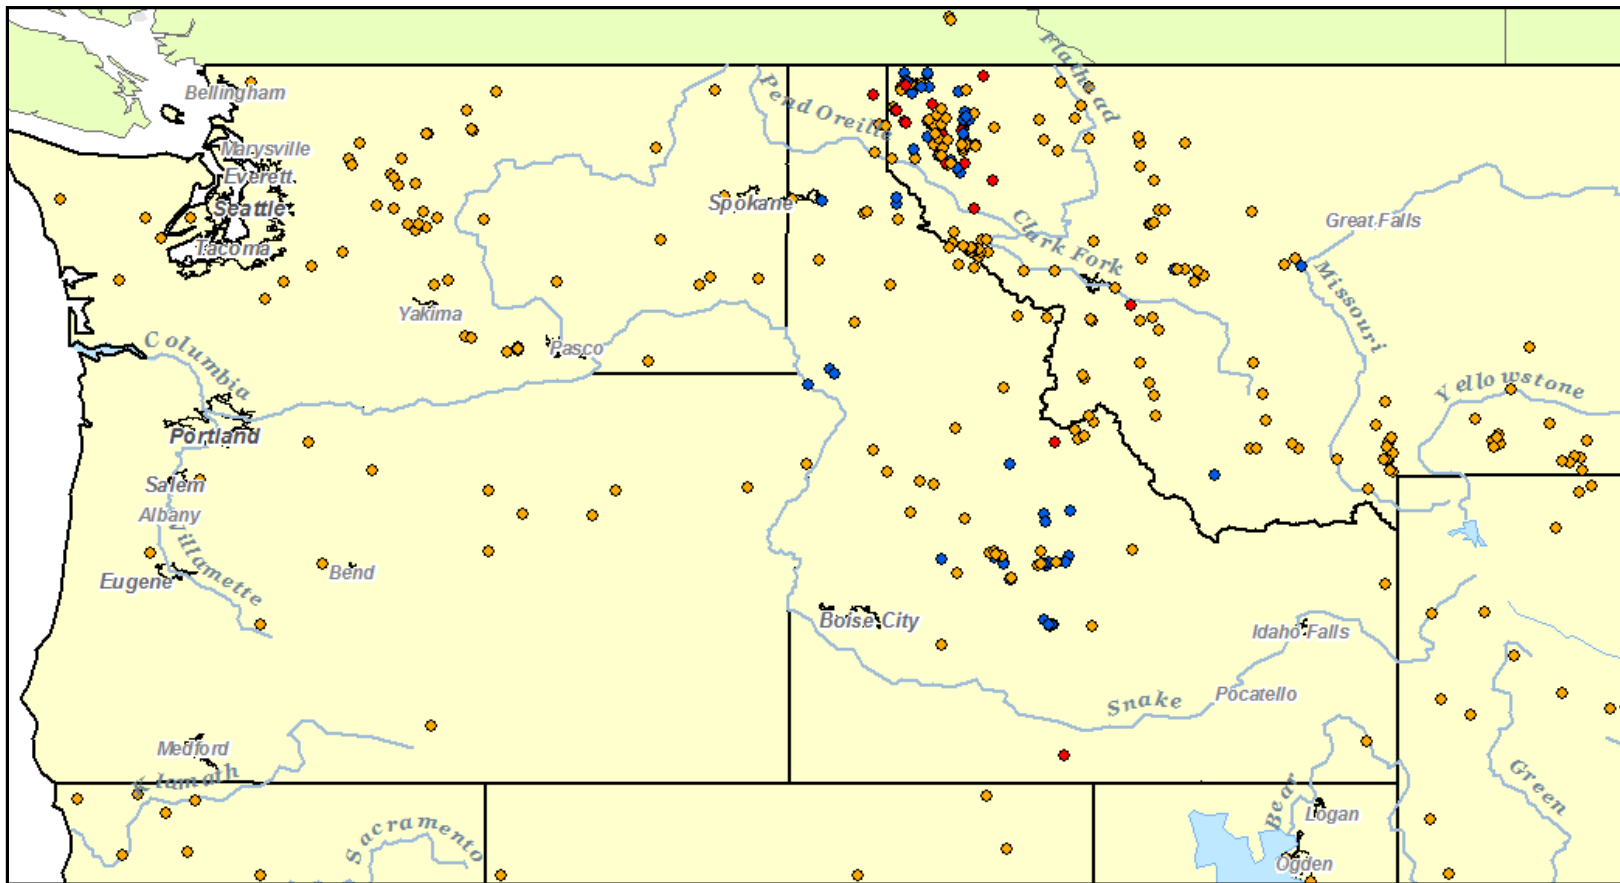 Flathead
Bellingham
Pend Oreille
Marysville
Everett
Seattle
Spokane
Tacoma
Clark Fork
Great Falls
Missouri
Yakima
Columbia
Pasco
Yellowstone
Portland
Salem
Albany
Willamette
Eugene
Bend
Boise City
Idaho Falls
Snake
Pocatello
Medford
Klamath
Bear
Green
Logan
Sacramento
Ogden